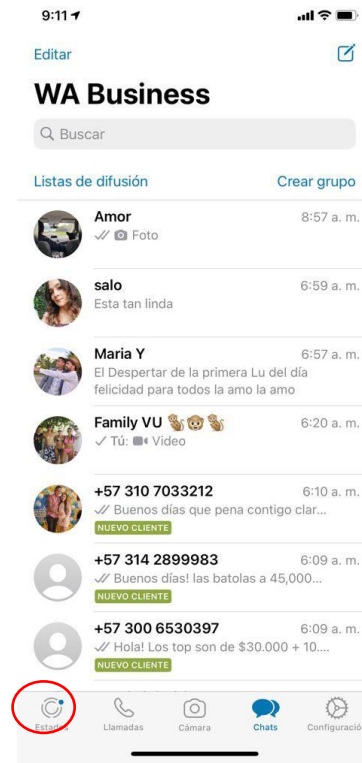 9:11
Editar
WA Business
Buscar
Listas de difusión Crear grupo
Amor 8:57 a. m.
Foto
salo 6:59 a. m.
Esta tan linda
Maria Y 6:57 a. m.
El Despertar de la primera Lu del día
felicidad para todos la amo la amo
Family VU 🐒🐵🐒 6:20 a. m.
Tú: Video
+57 310 7033212 6:10 a. m.
Buenos días que pena contigo clar...
NUEVO CLIENTE
+57 314 2899983 6:09 a. m.
Buenos días! las batolas a 45,000...
NUEVO CLIENTE
+57 300 6530397 6:09 a. m.
Hola! Los top son de $30.000 + 10....
NUEVO CLIENTE
Estados Llamadas Cámara Chats Configuració